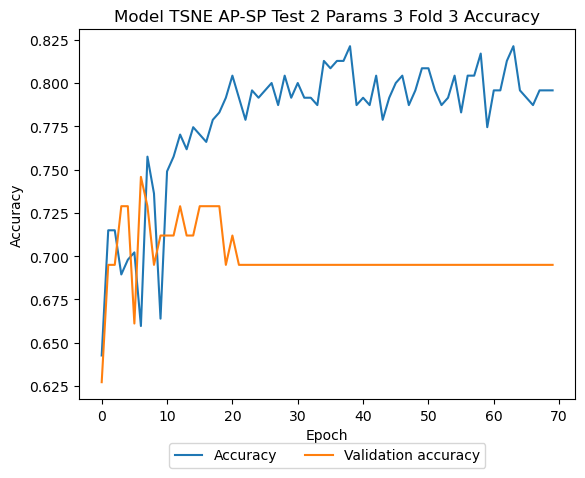 Model TSNE AP-SP Test 2 Params 3 Fold 3 Accuracy
0.825
0.800
0.775
0.750
0.725
0.700
0.675
0.650
0.625
Accuracy
0 10 20 30 40 50 60 70
Epoch
Accuracy Validation accuracy